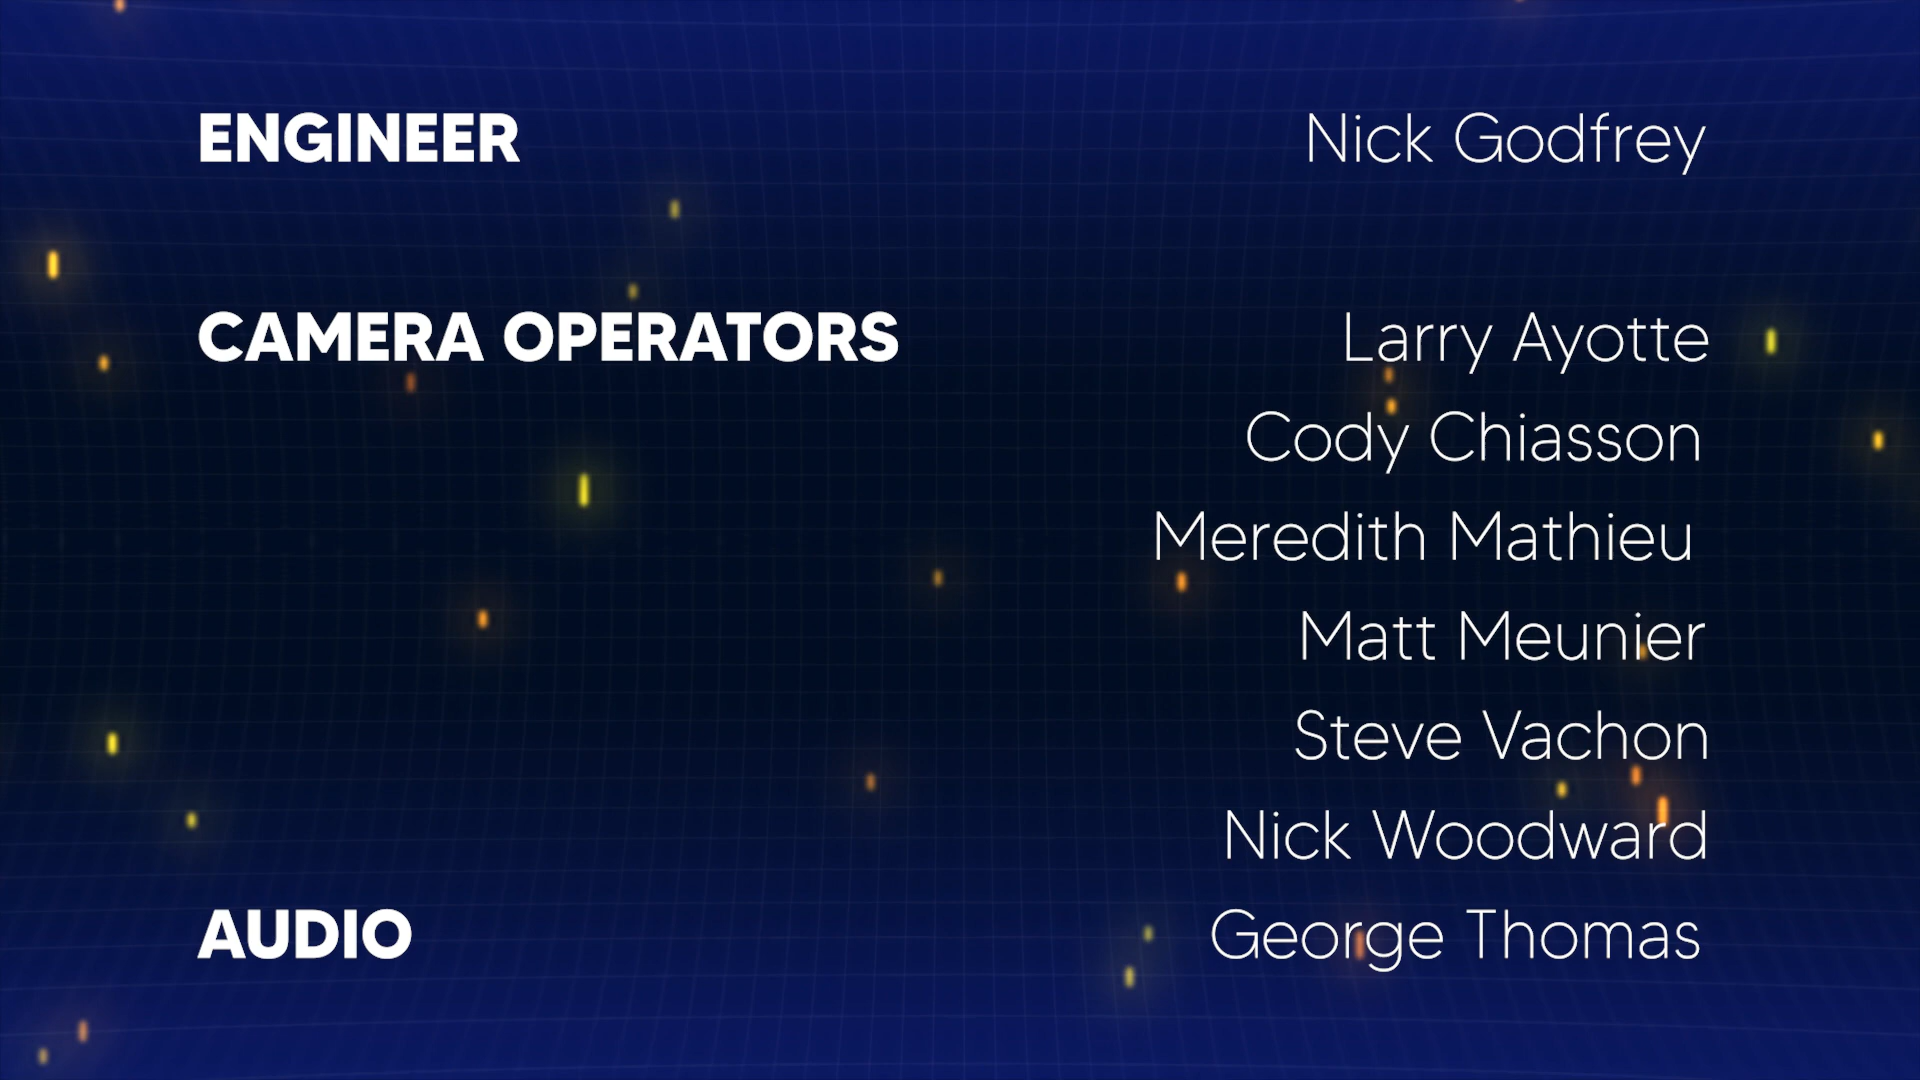 ENGINEER Nick Godfrey
CAMERA OPERATORS Larry Ayotte
Cody Chiasson
Meredith Mathieu
Matt Meunier
Steve Vachon
Nick Woodward
AUDIO George Thomas